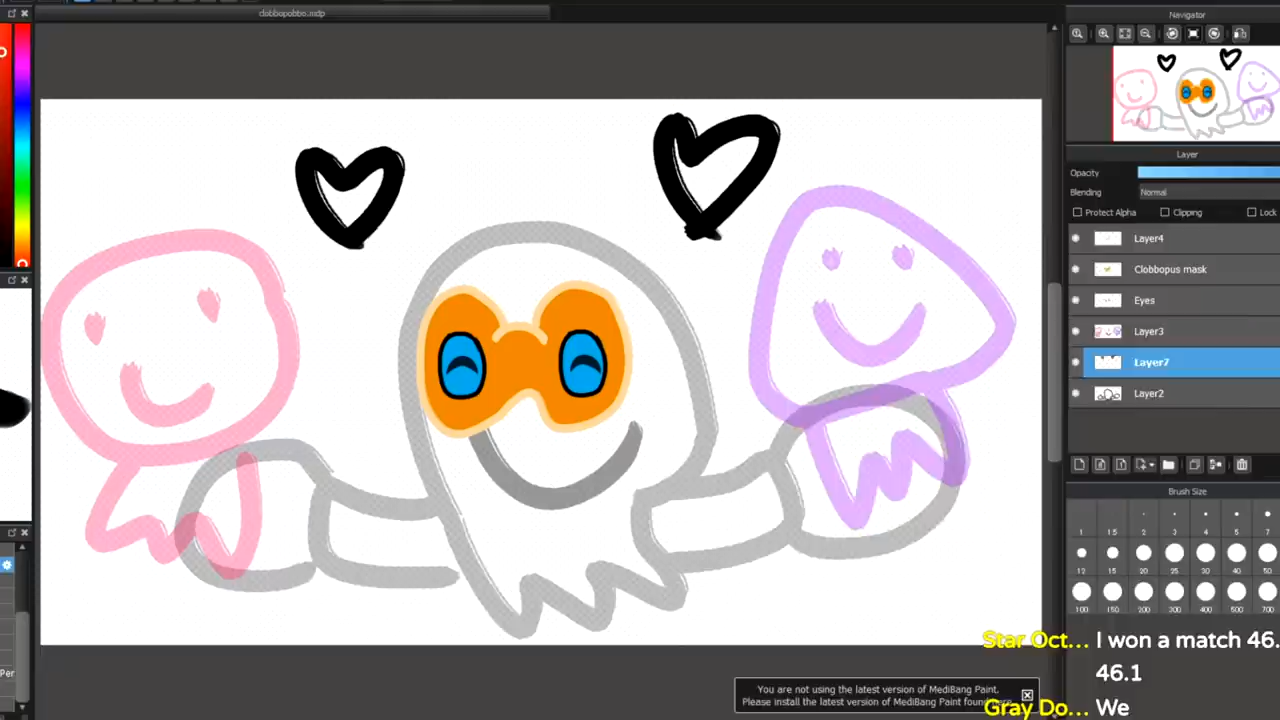 clobbopobbo.mdp
Navigator
Layer
Opacity
Blending Normal
Protect Alpha Clipping Lock
Layer4
Clobbopus mask
Eyes
Layer3
Layer7
Layer2
Brush Size
1 1.5 2 3 4 5 7
12 15 20 25 30 40 50
100 150 200 300 400 500 700
Per
You are not using the latest version of MediBang Paint.
Please install the latest version of MediBang Paint found
Star Oct... I won a match 46.
46.1
Gray Do... We